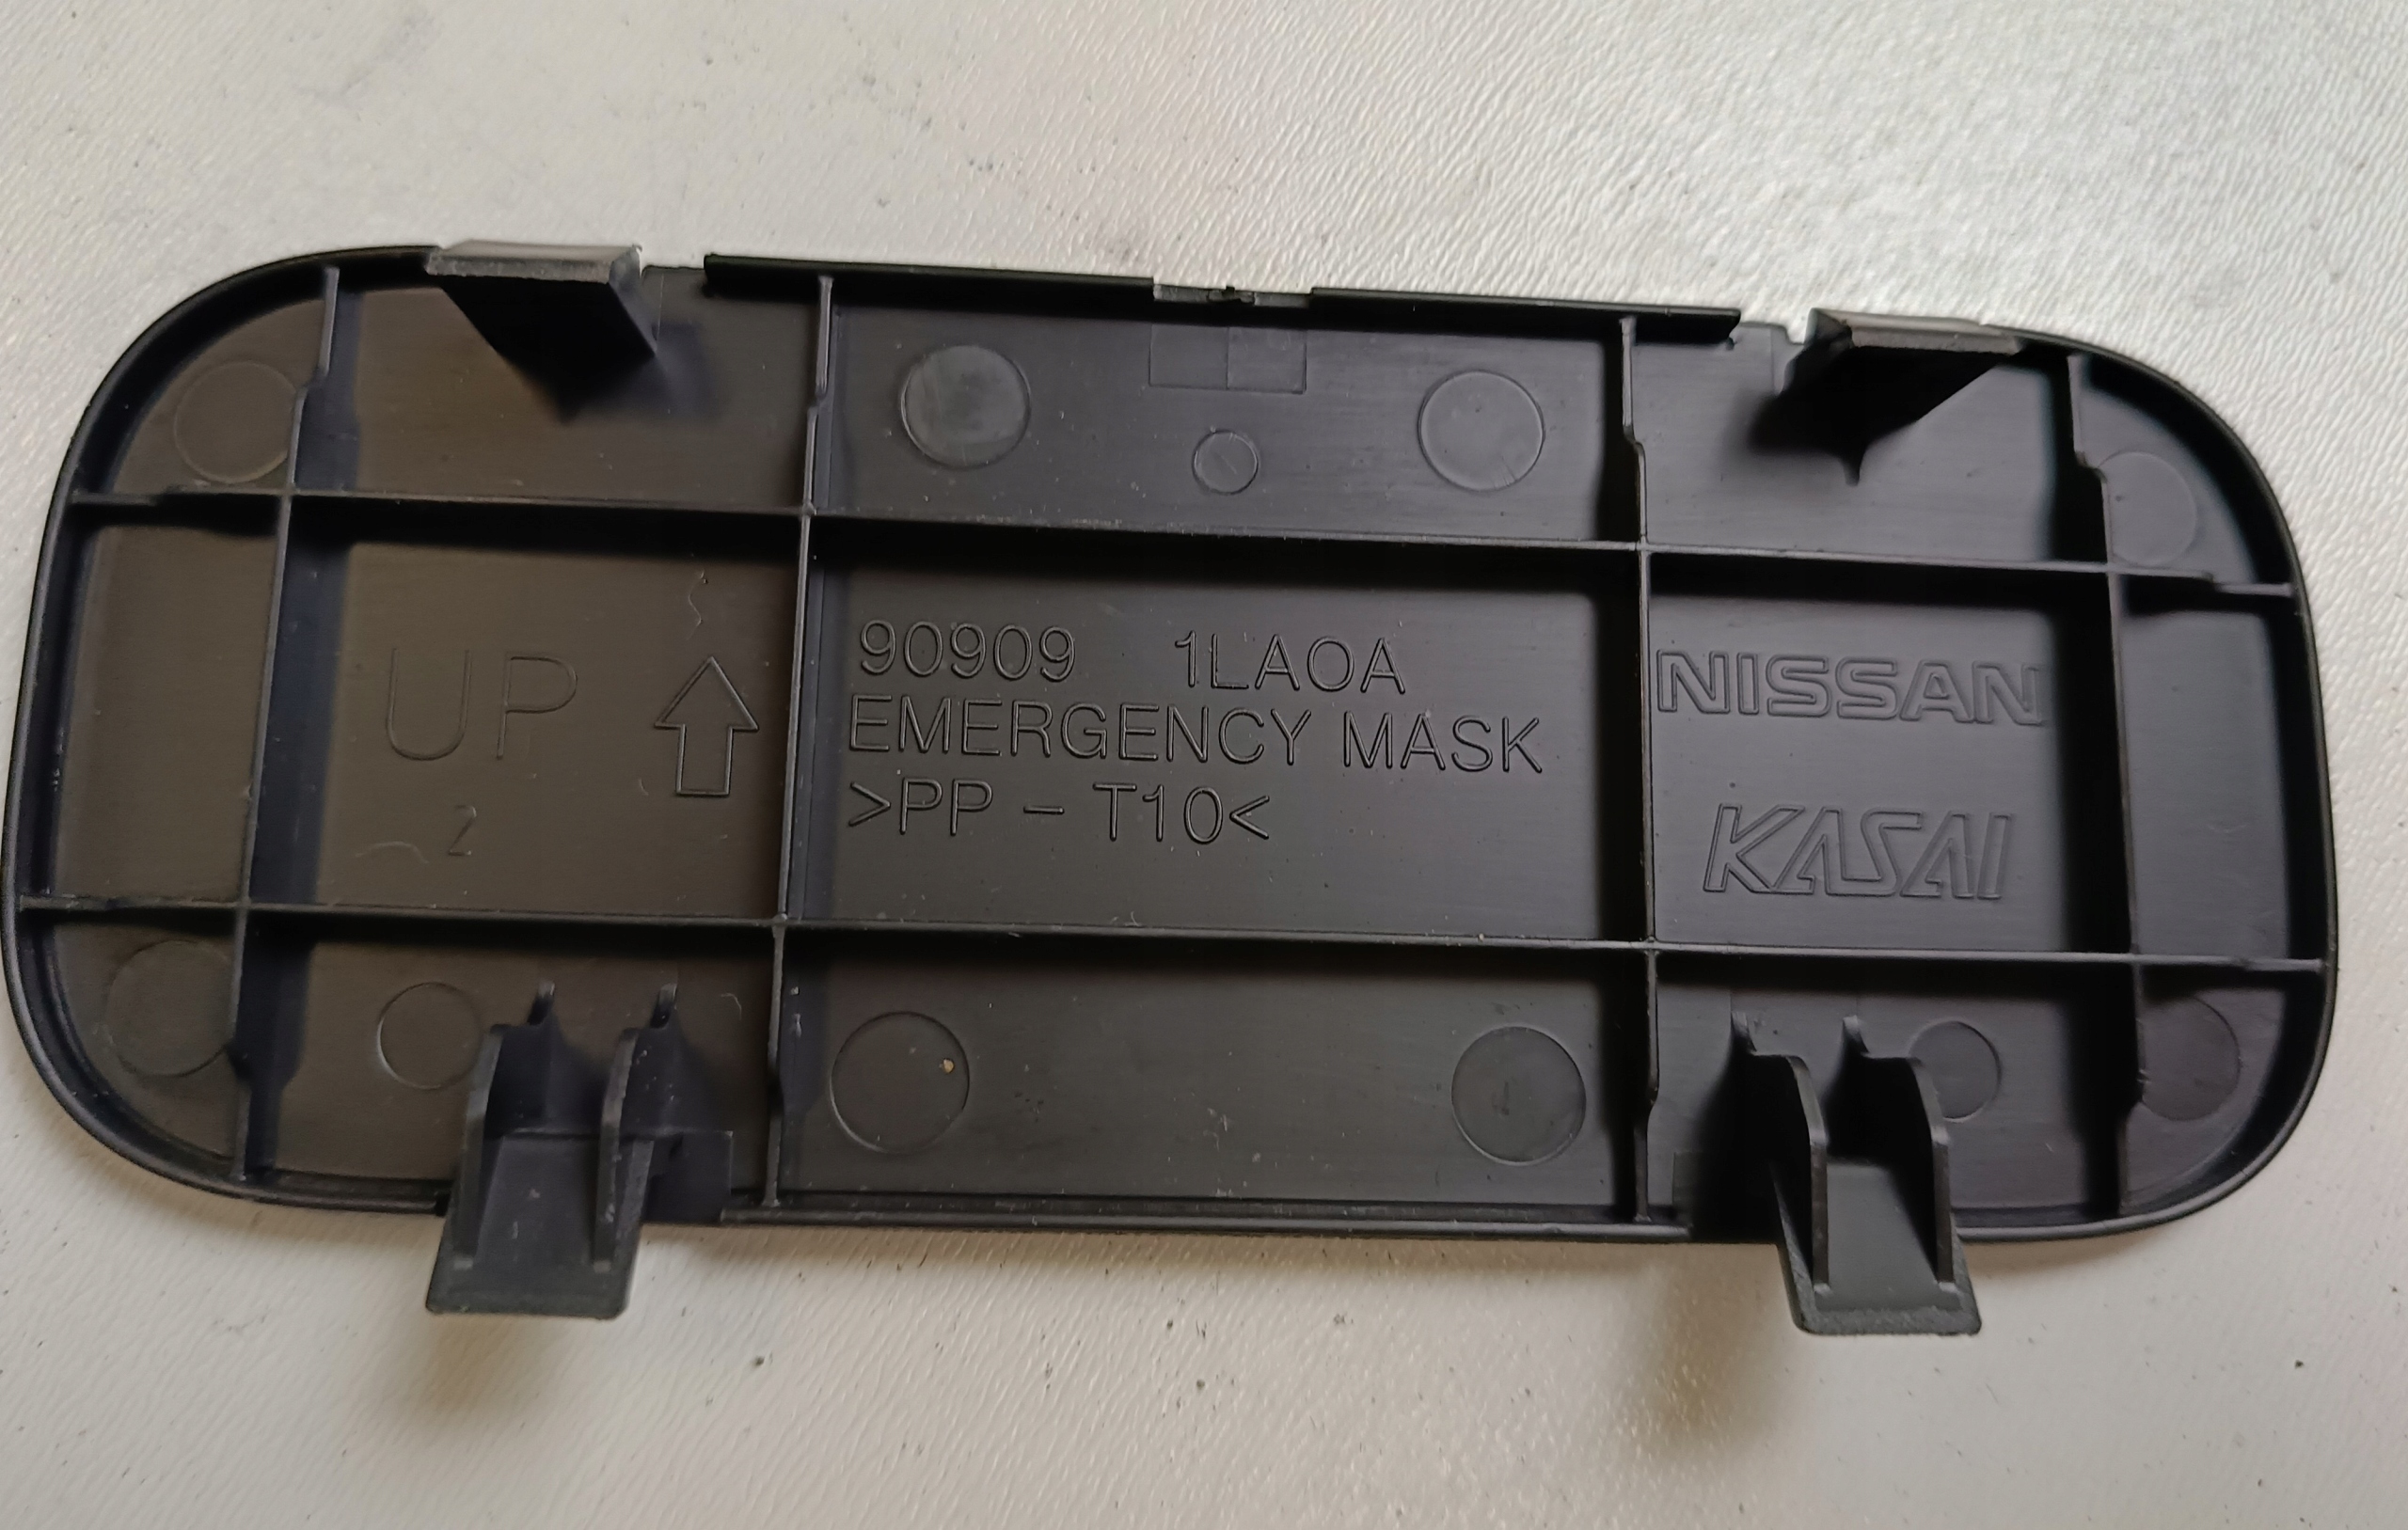 UP
2
90909 1LA0A
EMERGENCY MASK
>PP - T10<
NISSAN
KASAI